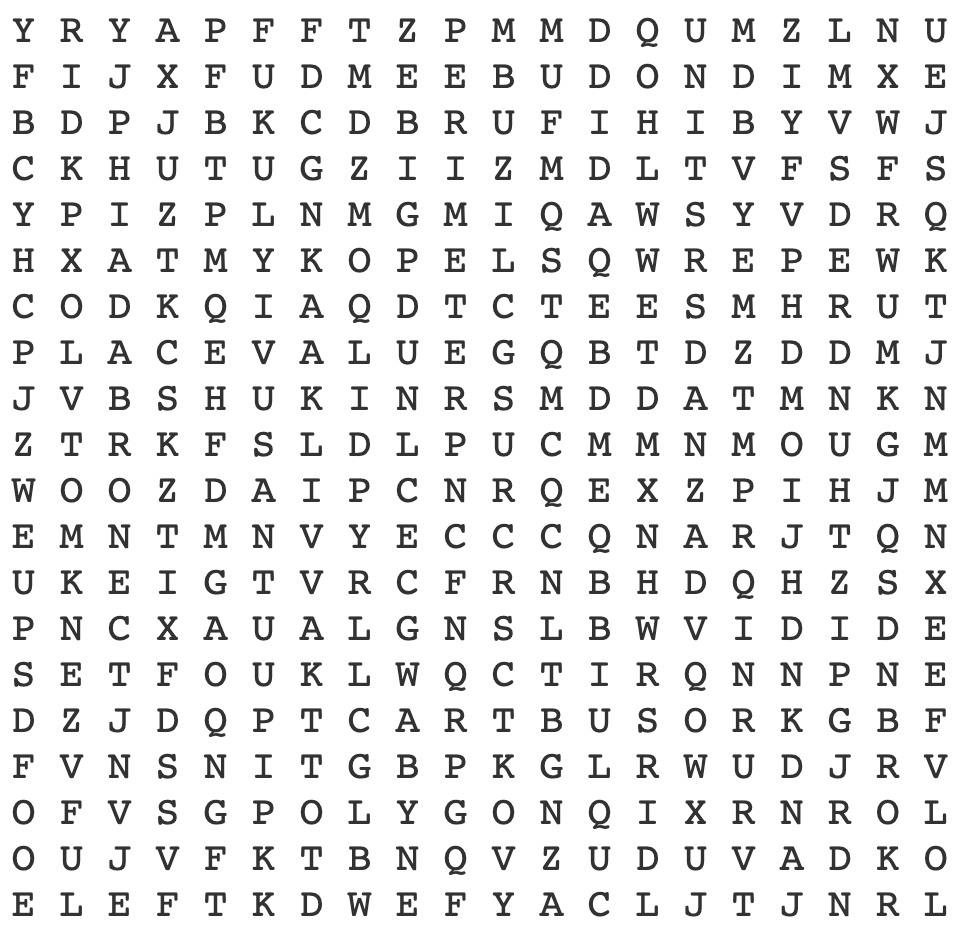 Y R Y A P F F T Z P M M D Q U M Z L N U
F I J X F U D M E E B U D O N D I M X E
B D P J B K C D B R U F I H I B Y V W J
C K H U T U G Z I I Z M D L T V F S F S
Y P I Z P L N M G M I Q A W S Y V D R Q
H X A T M Y K O P E L S Q W R E P E W K
C O D K Q I A Q D T C T E E S M H R U T
P L A C E V A L U E G Q B T D Z D D M J
J V B S H U K I N R S M D D A T M N K N
Z T R K F S L D L P U C M M N M O U G M
W O O Z D A I P C N R Q E X Z P I H J M
E M N T M N V Y E C C C Q N A R J T Q N
U K E I G T V R C F R N B H D Q H Z S X
P N C X A U A L G N S L B W V I D I D E
S E T F O U K L W Q C T I R Q N N P N E
D Z J D Q P T C A R T B U S O R K G B F
F V N S N I T G B P K G L R W U D J R V
O F V S G P O L Y G O N Q I X R N R O L
O U J V F K T B N Q V Z U D U V A D K O
E L E F T K D W E F Y A C L J T J N R L